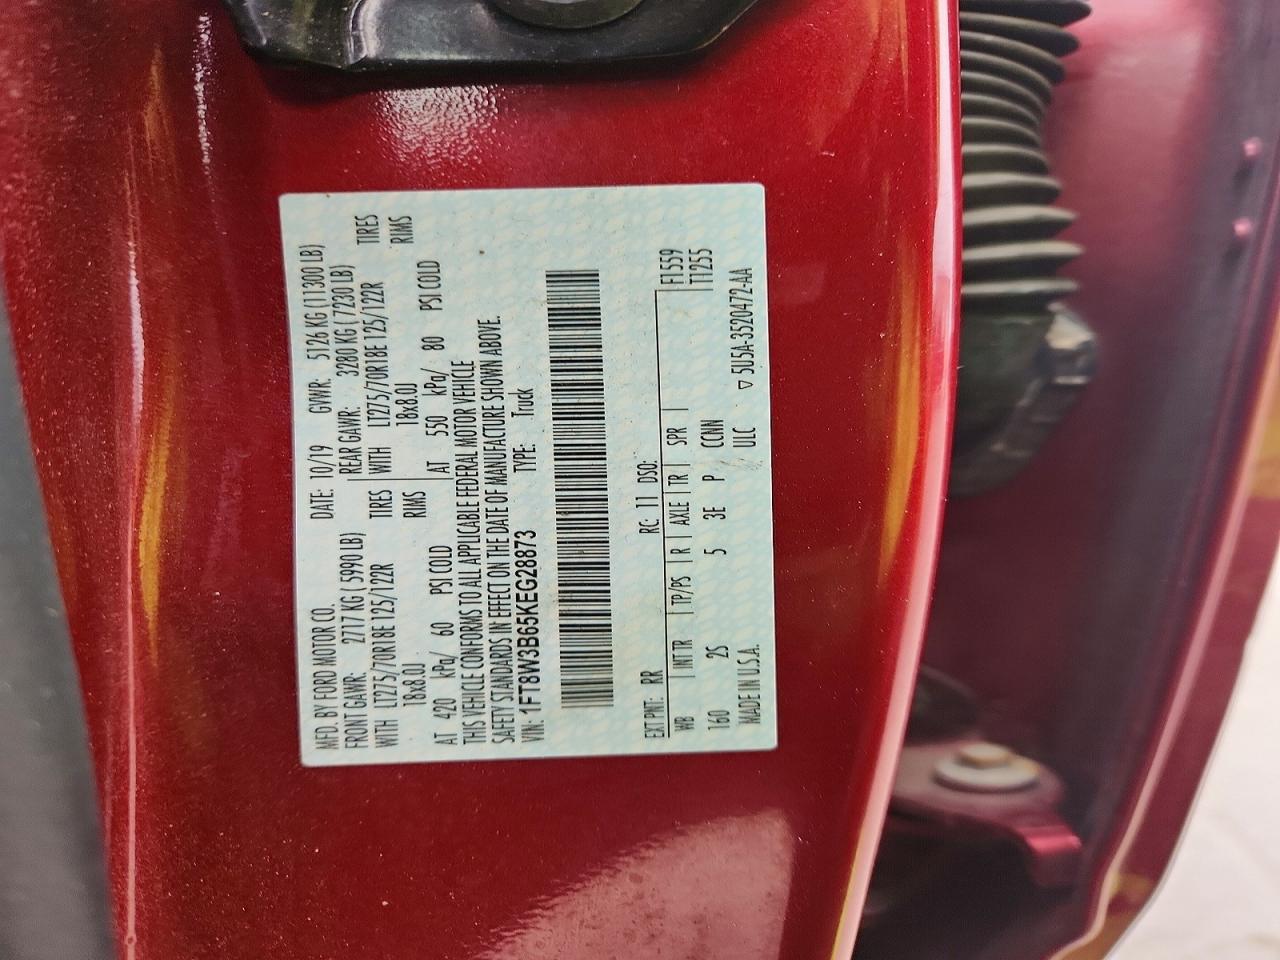 MFD. BY FORD MOTOR CO. DATE: 10/19 GVWR: 5126 KG (11300 LB)
FRONT GAWR: 2717 KG (5990 LB) REAR GAWR: 3280 KG (7230 LB)
WITH LT275/70R18E 125/122R TIRES WITH LT275/70R18E 125/122R TIRES
18x8.0J RIMS 18x8.0J RIMS
AT 420 kPa/ 60 PSI COLD AT 550 kPa/ 80 PSI COLD
THIS VEHICLE CONFORMS TO ALL APPLICABLE FEDERAL MOTOR VEHICLE
SAFETY STANDARDS IN EFFECT ON THE DATE OF MANUFACTURE SHOWN ABOVE.
VIN: 1FT8W3B65KEG28873 TYPE: Truck
EXT PNT: RR RC: 11 DSO: F1559
WB INT TR TP/PS R AXLE TR SPR T1255
160 2S 5 3E P CCNN
MADE IN U.S.A. ULC ▽ 5U5A-3520472-AA